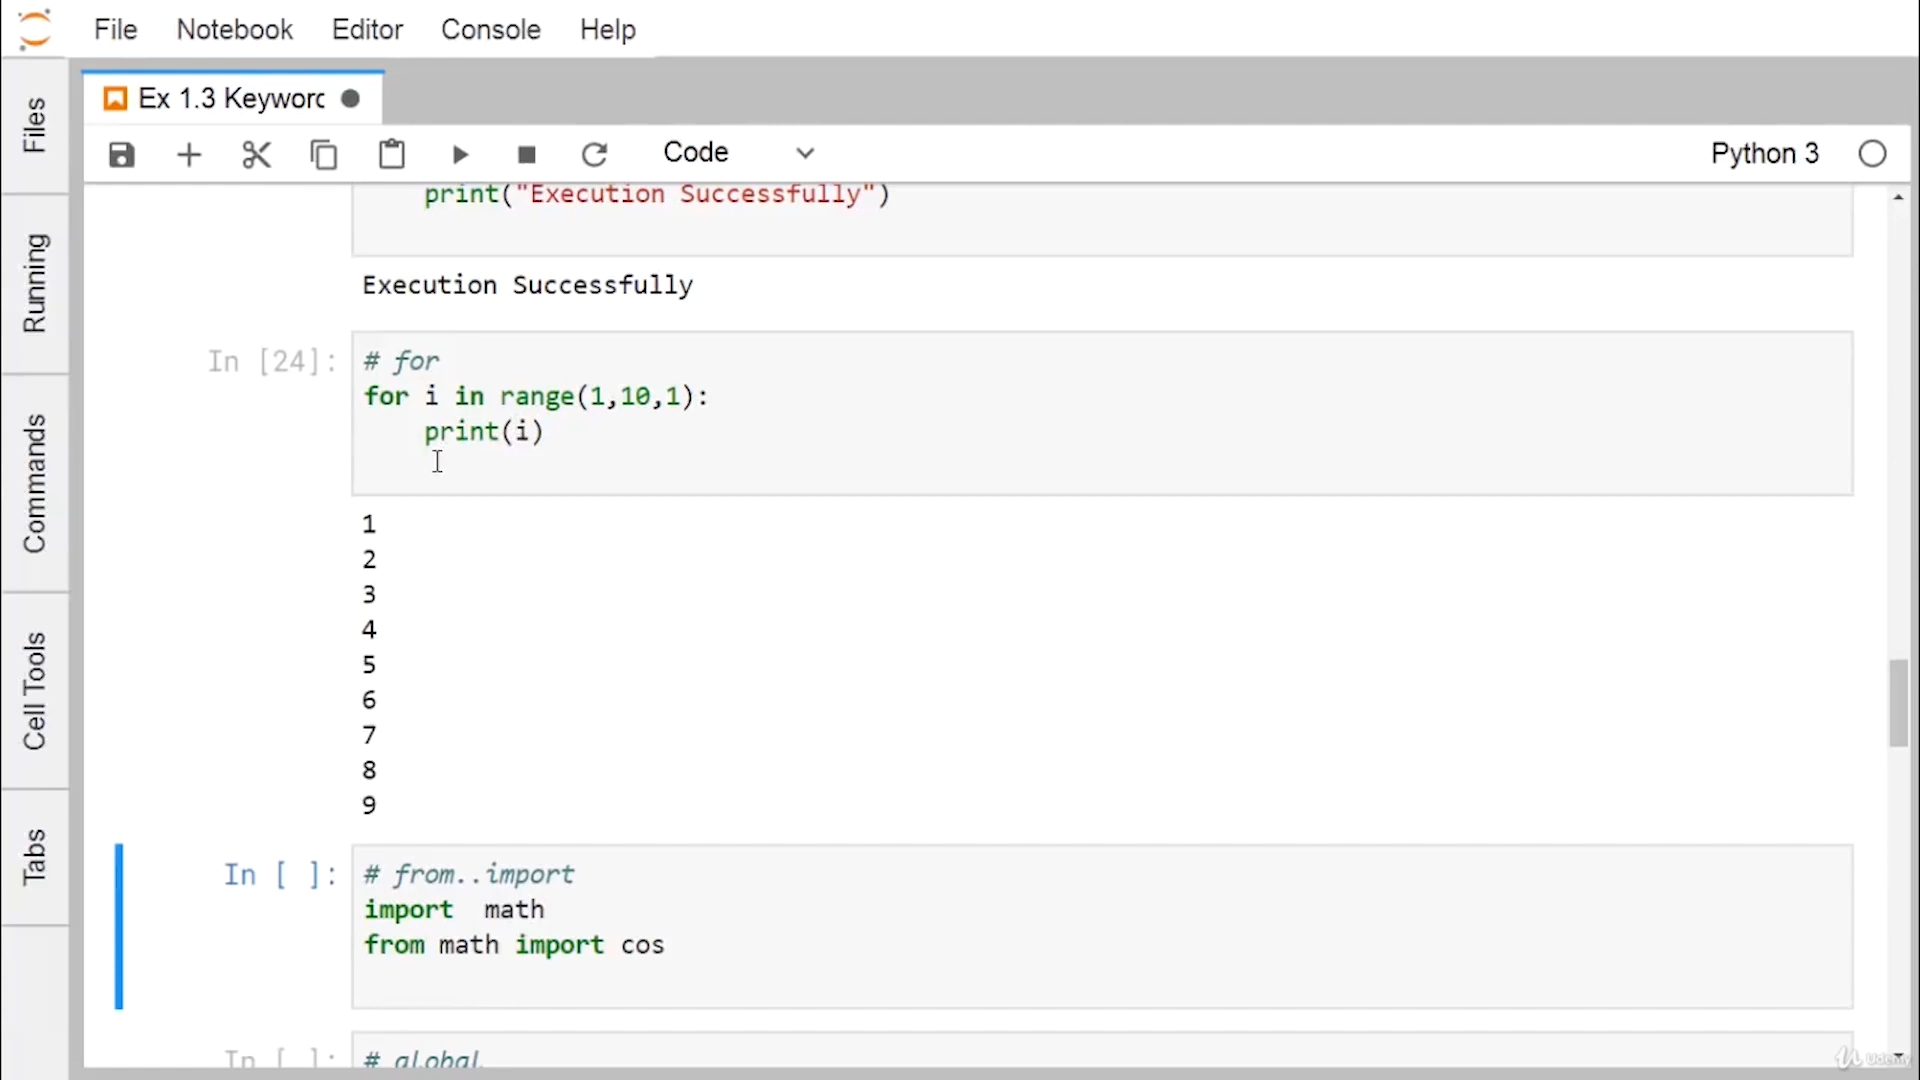 File Notebook Editor Console Help
Ex 1.3 Keyword
Code Python 3
Files
Running
Commands
Cell Tools
Tabs
print("Execution Successfully")
Execution Successfully
In [24]:
# for
for i in range(1,10,1):
print(i)
1
2
3
4
5
6
7
8
9
In [ ]:
# from..import
import  math
from math import cos
In [ ]:
# global
Udemy